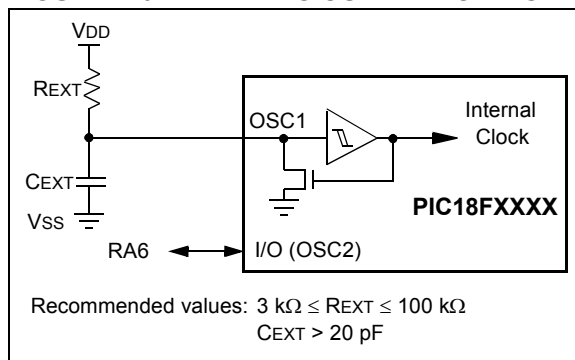 VDD
REXT
OSC1
Internal
Clock
CEXT
PIC18FXXXX
VSS
RA6
I/O (OSC2)
Recommended values: 3 kΩ ≤ REXT ≤ 100 kΩ
CEXT > 20 pF